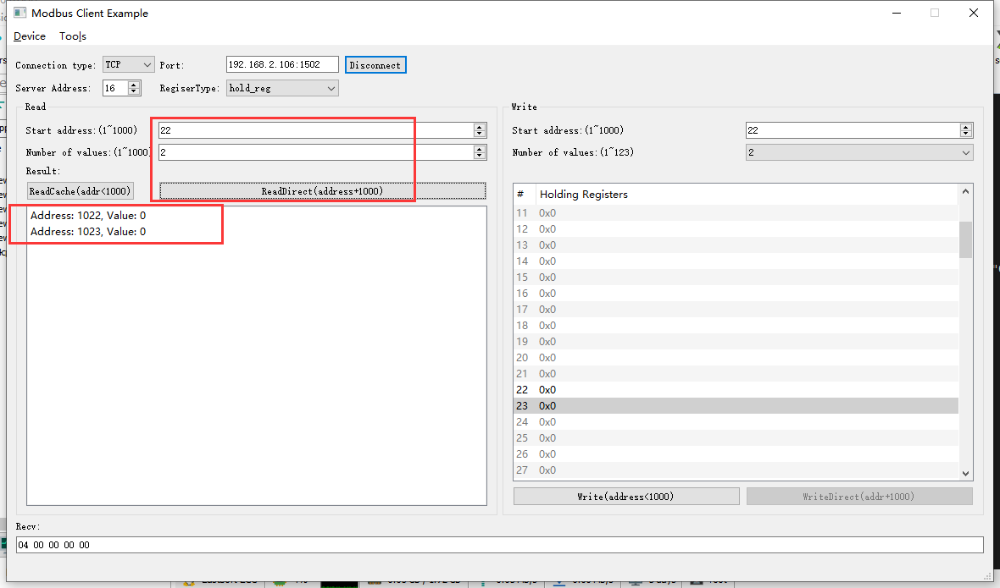 Modbus Client Example
Device Tools
Connection type: TCP Port: 192.168.2.106:1502 Disconnect
Server Address: 16 RegiserType: hold_reg
Read
Start address:(1~1000) 22
Number of values:(1~1000) 2
Result:
ReadCache(addr<1000) ReadDirect(address+1000)
Address: 1022, Value: 0
Address: 1023, Value: 0
Write
Start address:(1~1000) 22
Number of values:(1~123) 2
# Holding Registers
11 0x0
12 0x0
13 0x0
14 0x0
15 0x0
16 0x0
17 0x0
18 0x0
19 0x0
20 0x0
21 0x0
22 0x0
23 0x0
24 0x0
25 0x0
26 0x0
27 0x0
Write(address<1000) WriteDirect(addr+1000)
Recv:
04 00 00 00 00